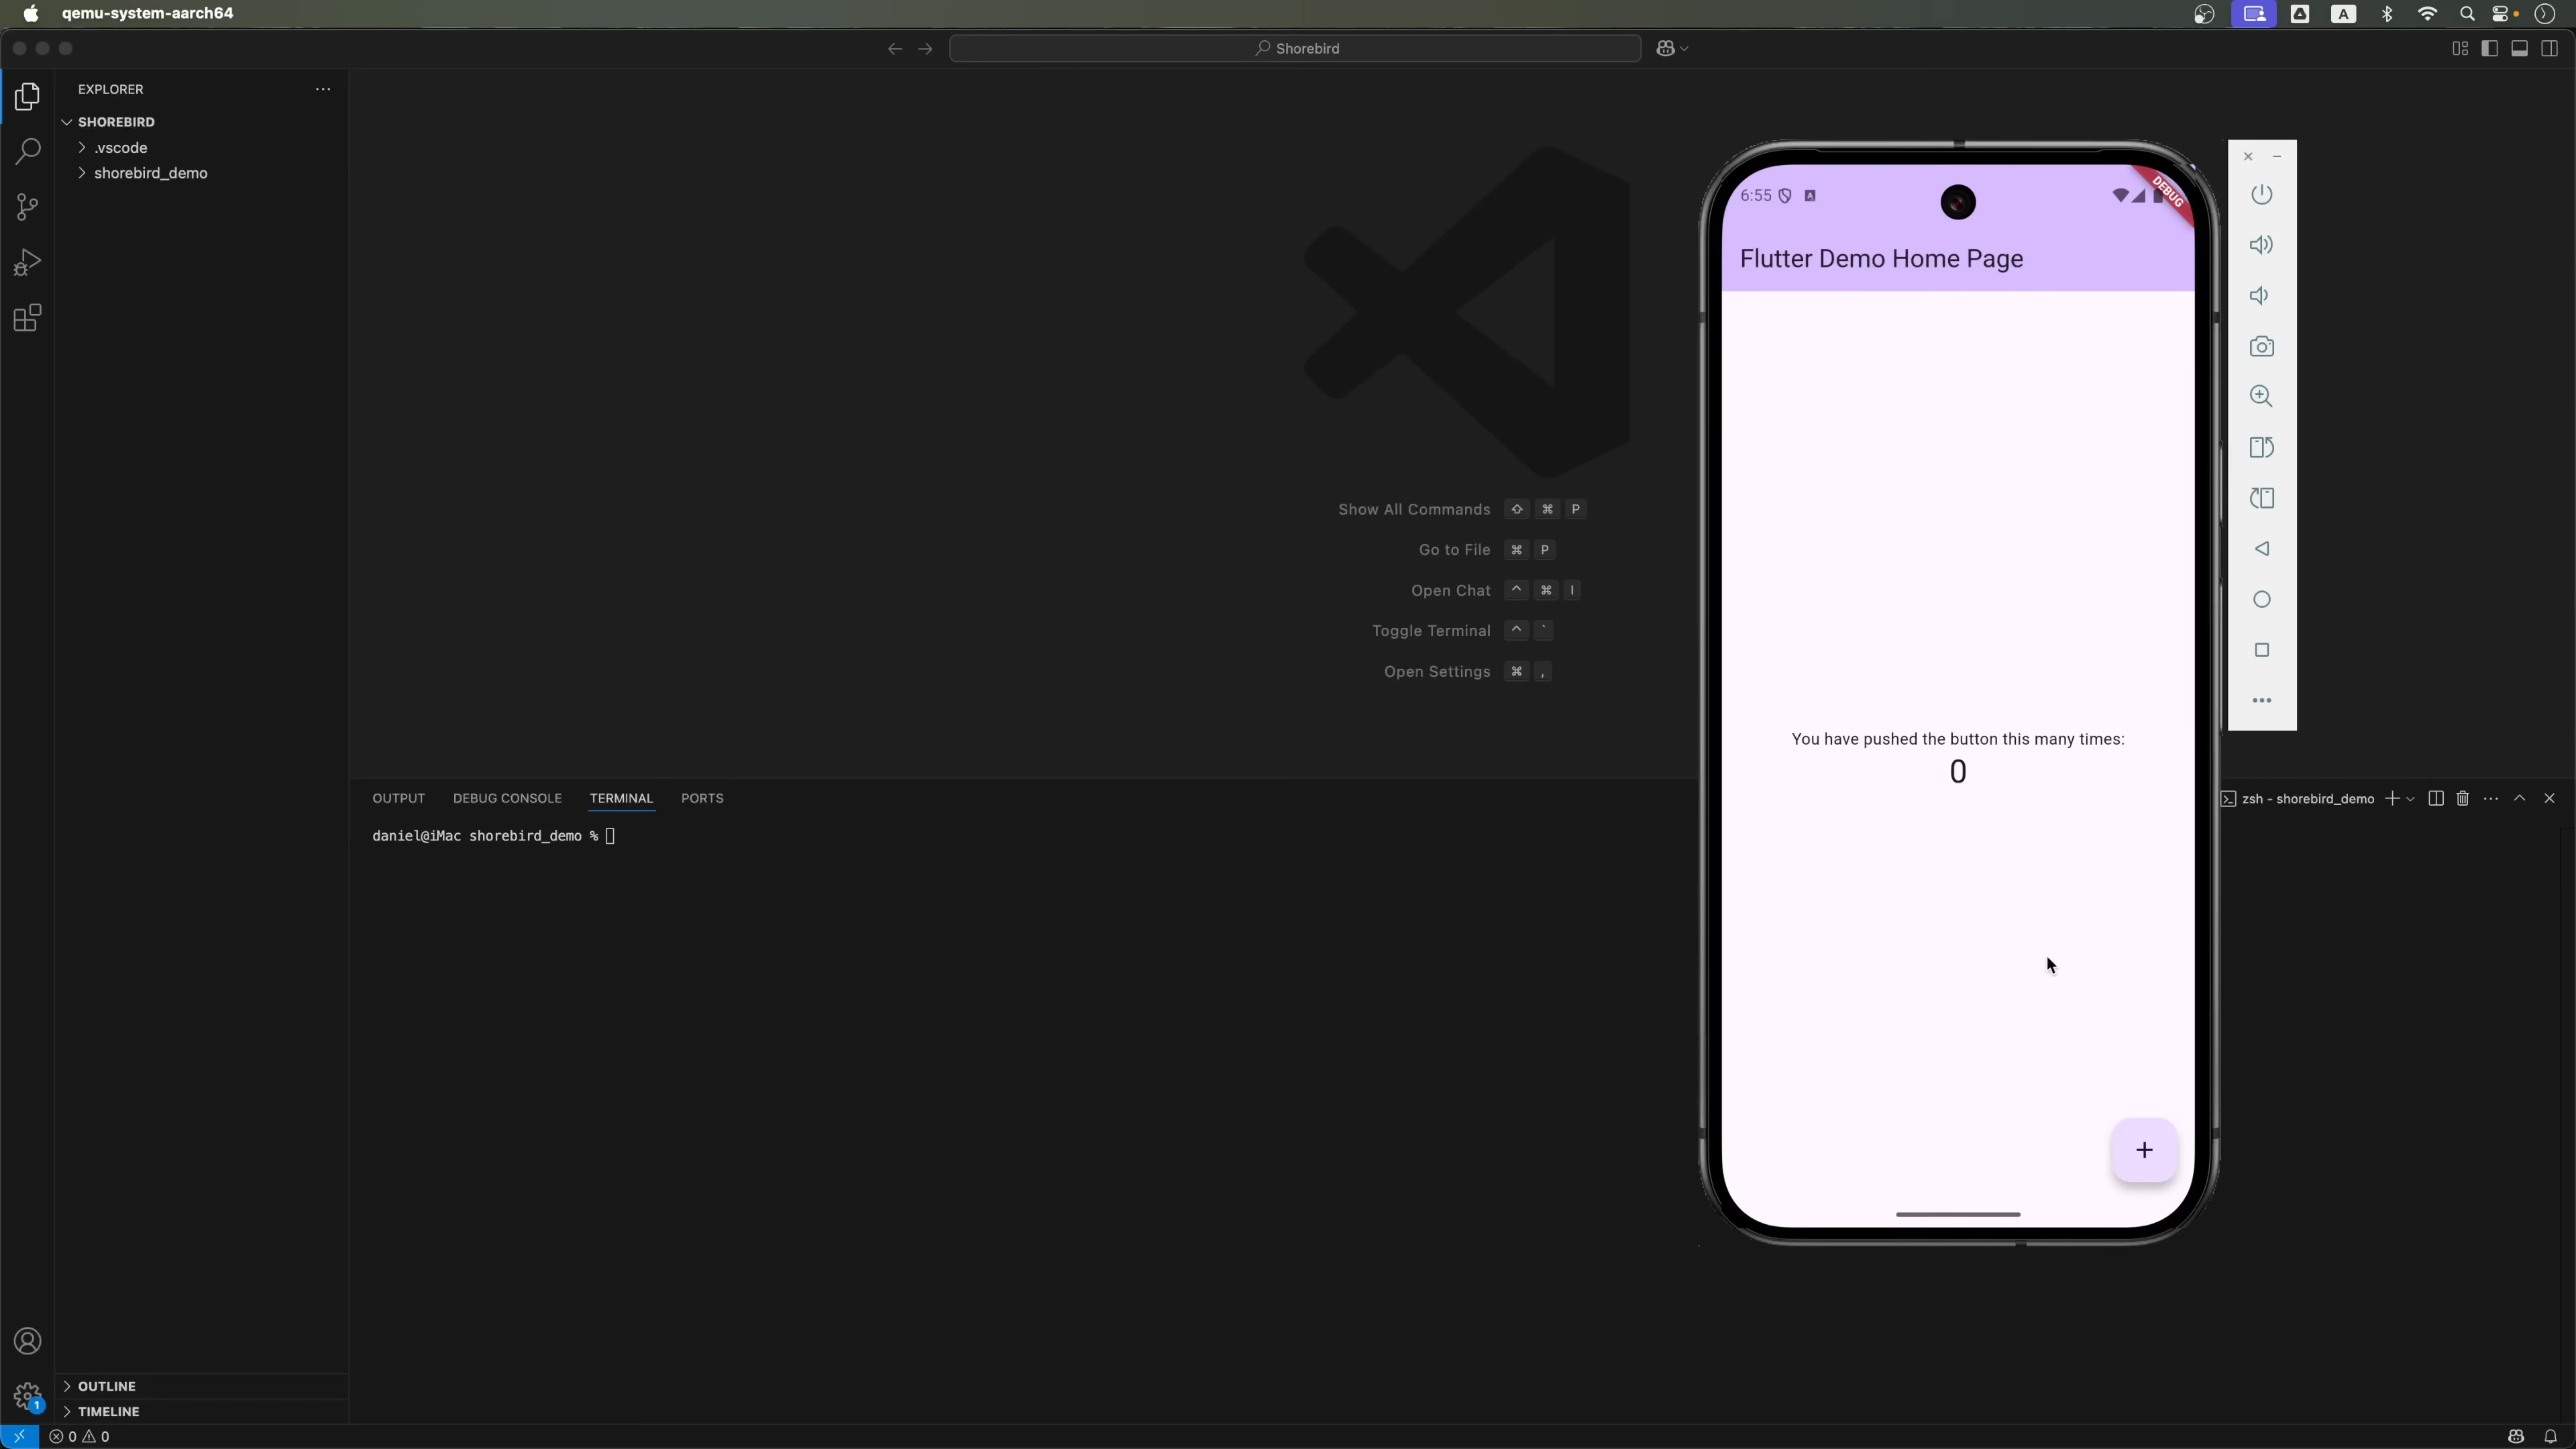 qemu-system-aarch64
A
Shorebird
EXPLORER
SHOREBIRD
.vscode
shorebird_demo
Show All Commands ⇧ ⌘ P
Go to File ⌘ P
Open Chat ^ ⌘ I
Toggle Terminal ^ `
Open Settings ⌘ ,
6:55
DEBUG
Flutter Demo Home Page
You have pushed the button this many times:
0
+
OUTPUT DEBUG CONSOLE TERMINAL PORTS
zsh - shorebird_demo
daniel@iMac shorebird_demo %
OUTLINE
1
TIMELINE
0 0